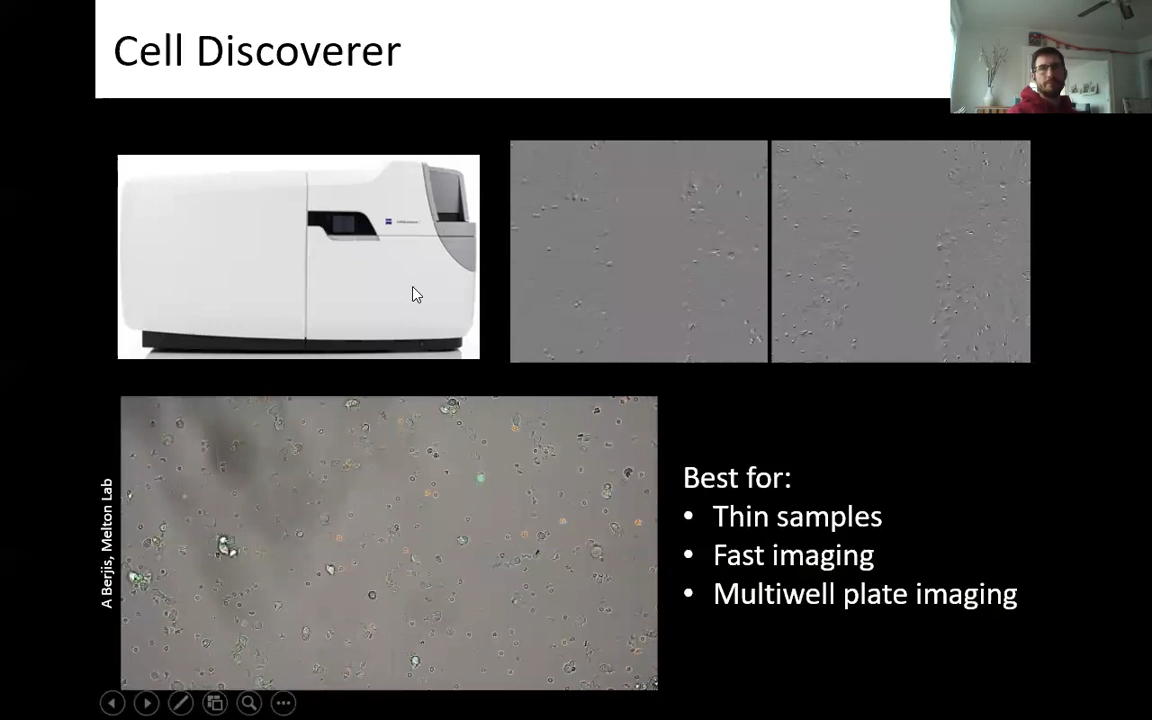 Cell Discoverer
A Berjis, Melton Lab
Best for:
• Thin samples
• Fast imaging
• Multiwell plate imaging